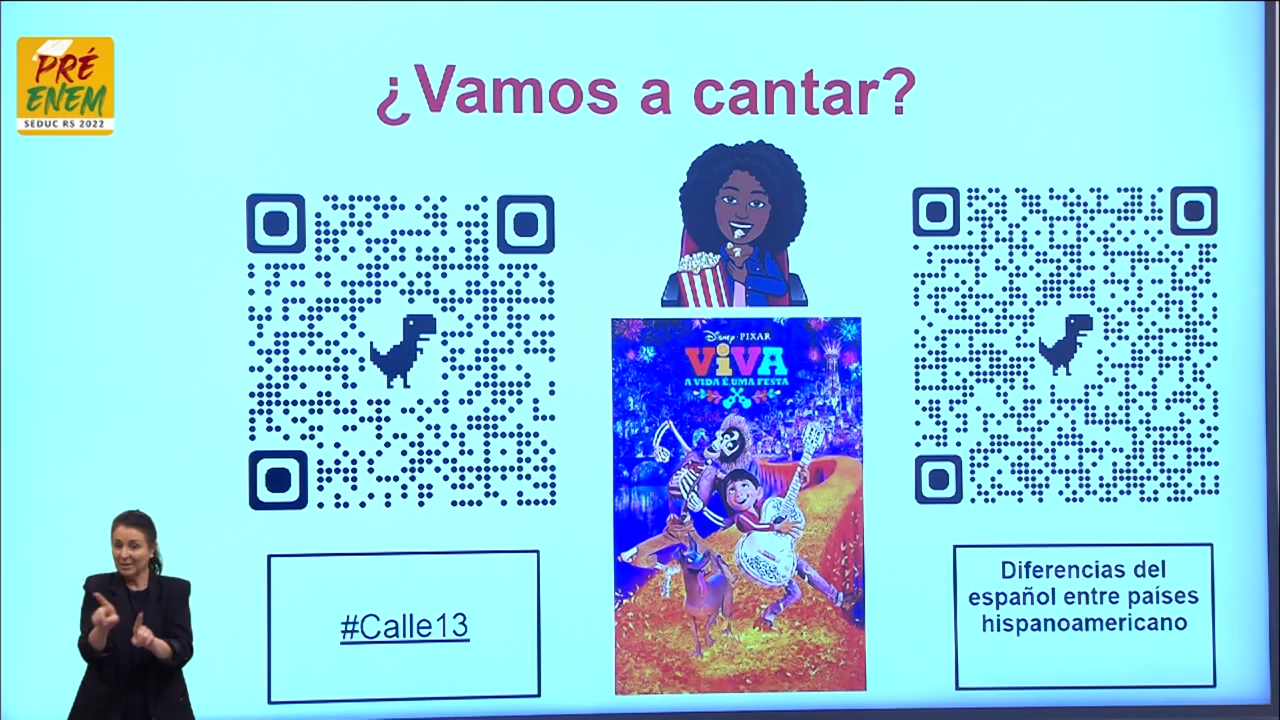 PRÉ
ENEM
SEDUC RS 2022
¿Vamos a cantar?
Disney·PIXAR
ViVA
A VIDA É UMA FESTA
#Calle13
Diferencias del
español entre países
hispanoamericano